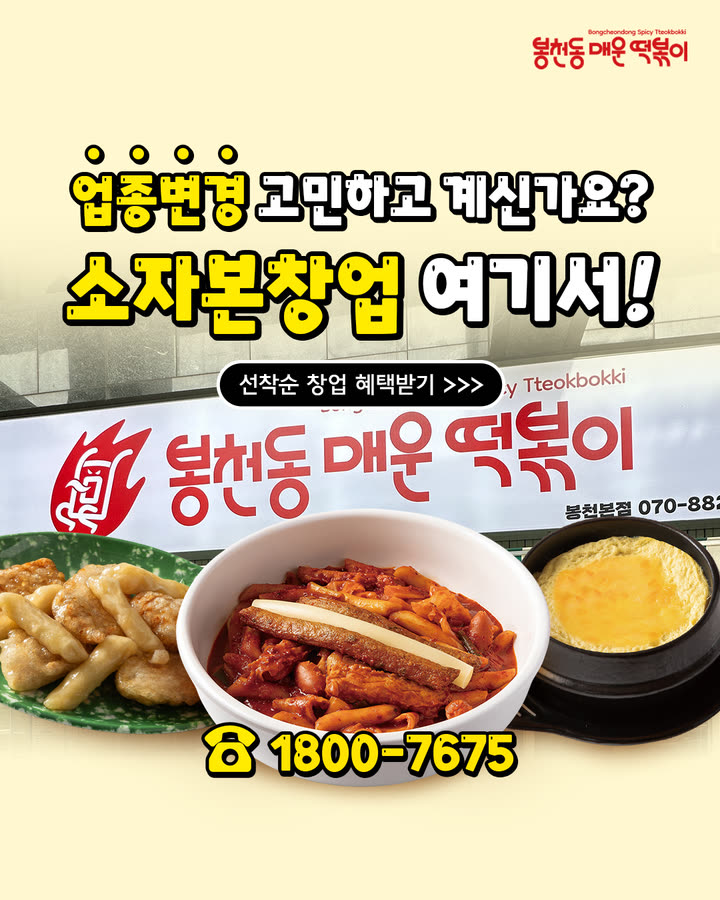 Bongcheondong Spicy Tteokbokki
봉천동 매운 떡볶이
업종변경 고민하고 계신가요?
소자본창업 여기서!
선착순 창업 혜택받기 >>>
Tteokbokki
봉천동 매운 떡볶이
봉천본점 070-882
☎ 1800-7675